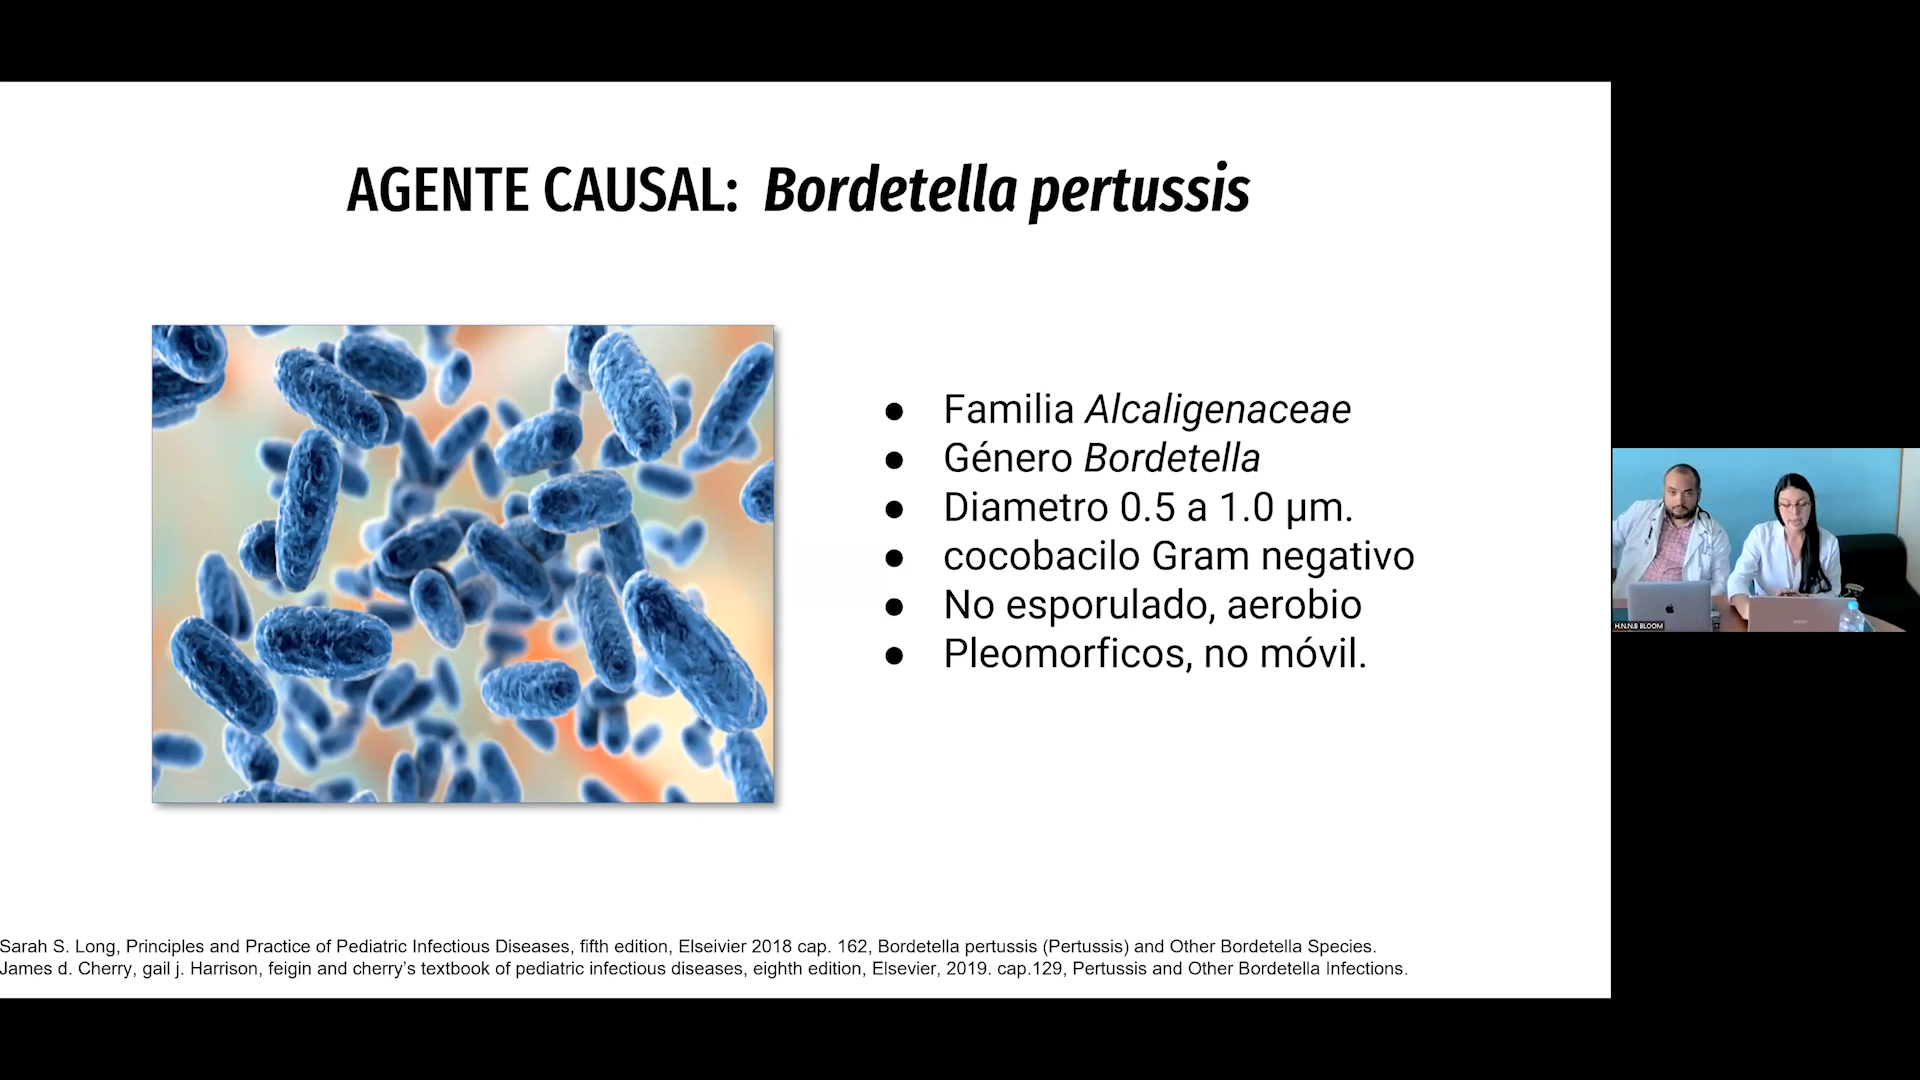 AGENTE CAUSAL: Bordetella pertussis
● Familia Alcaligenaceae
● Género Bordetella
● Diametro 0.5 a 1.0 μm.
● cocobacilo Gram negativo
● No esporulado, aerobio
● Pleomorficos, no móvil.
H.N.N.B BLOOM
Sarah S. Long, Principles and Practice of Pediatric Infectious Diseases, fifth edition, Elseivier 2018 cap. 162, Bordetella pertussis (Pertussis) and Other Bordetella Species.
James d. Cherry, gail j. Harrison, feigin and cherry's textbook of pediatric infectious diseases, eighth edition, Elsevier, 2019. cap.129, Pertussis and Other Bordetella Infections.